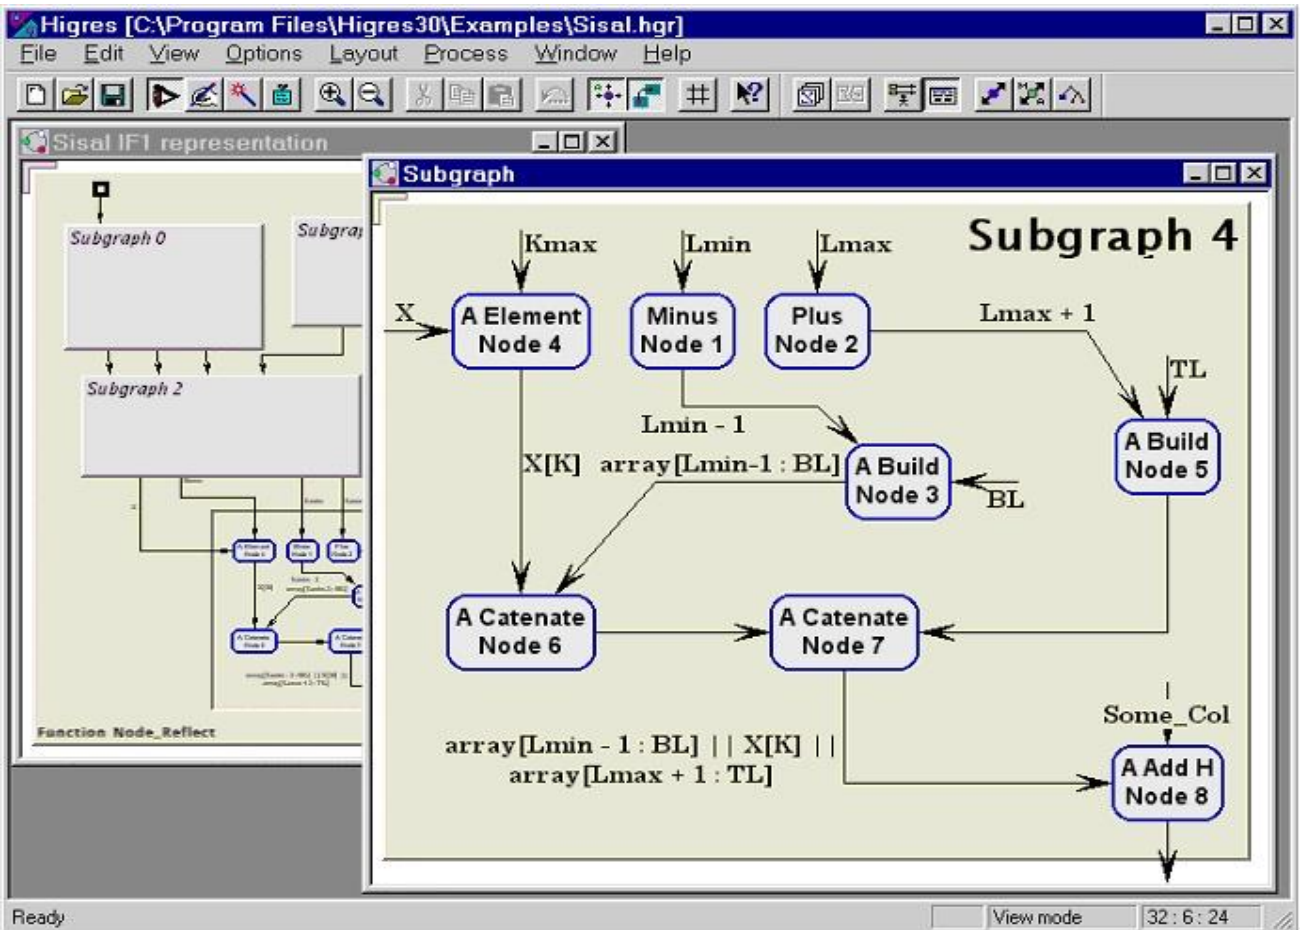 Higres [C:\Program Files\Higres30\Examples\Sisal.hgr]
File Edit View Options Layout Process Window Help
Sisal IF1 representation
Subgraph 0
Subgraph 2
Function Node_Reflect
Subgraph
Subgraph 4
Kmax
Lmin
Lmax
X
A Element
Node 4
Minus
Node 1
Plus
Node 2
Lmax + 1
TL
Lmin - 1
A Build
Node 5
X[K]
array[Lmin-1 : BL]
A Build
Node 3
BL
A Catenate
Node 6
A Catenate
Node 7
Some_Col
array[Lmin - 1 : BL] | | X[K] | |
array[Lmax + 1 : TL]
A Add H
Node 8
Ready
View mode
32 : 6 : 24